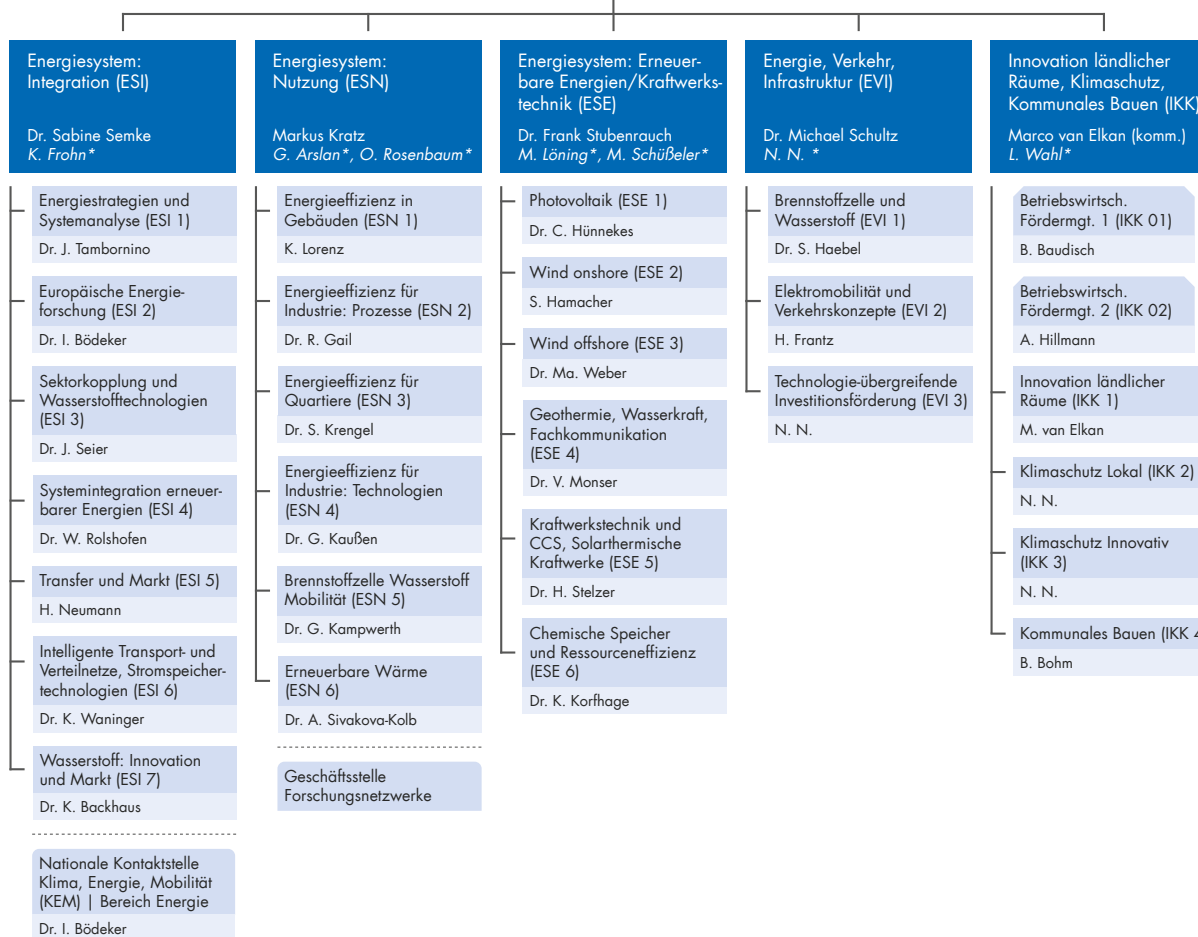 Energiesystem:
Integration (ESI)
Dr. Sabine Semke
K. Frohn*
Energiestrategien und
Systemanalyse (ESI 1)
Dr. J. Tambornino
Europäische Energie-
forschung (ESI 2)
Dr. I. Bödeker
Sektorkopplung und
Wasserstofftechnologien
(ESI 3)
Dr. J. Seier
Systemintegration erneuer-
barer Energien (ESI 4)
Dr. W. Rolshofen
Transfer und Markt (ESI 5)
H. Neumann
Intelligente Transport- und
Verteilnetze, Stromspeicher-
technologien (ESI 6)
Dr. K. Waninger
Wasserstoff: Innovation
und Markt (ESI 7)
Dr. K. Backhaus
Nationale Kontaktstelle
Klima, Energie, Mobilität
(KEM) | Bereich Energie
Dr. I. Bödeker
Energiesystem:
Nutzung (ESN)
Markus Kratz
G. Arslan*, O. Rosenbaum*
Energieeffizienz in
Gebäuden (ESN 1)
K. Lorenz
Energieeffizienz für
Industrie: Prozesse (ESN 2)
Dr. R. Gail
Energieeffizienz für
Quartiere (ESN 3)
Dr. S. Krengel
Energieeffizienz für
Industrie: Technologien
(ESN 4)
Dr. G. Kaußen
Brennstoffzelle Wasserstoff
Mobilität (ESN 5)
Dr. G. Kampwerth
Erneuerbare Wärme
(ESN 6)
Dr. A. Sivakova-Kolb
Geschäftsstelle
Forschungsnetzwerke
Energiesystem: Erneuer-
bare Energien/Kraftwerks-
technik (ESE)
Dr. Frank Stubenrauch
M. Löning*, M. Schüßeler*
Photovoltaik (ESE 1)
Dr. C. Hünnekes
Wind onshore (ESE 2)
S. Hamacher
Wind offshore (ESE 3)
Dr. Ma. Weber
Geothermie, Wasserkraft,
Fachkommunikation
(ESE 4)
Dr. V. Monser
Kraftwerkstechnik und
CCS, Solarthermische
Kraftwerke (ESE 5)
Dr. H. Stelzer
Chemische Speicher
und Ressourceneffizienz
(ESE 6)
Dr. K. Korfhage
Energie, Verkehr,
Infrastruktur (EVI)
Dr. Michael Schultz
N. N. *
Brennstoffzelle und
Wasserstoff (EVI 1)
Dr. S. Haebel
Elektromobilität und
Verkehrskonzepte (EVI 2)
H. Frantz
Technologie-übergreifende
Investitionsförderung (EVI 3)
N. N.
Innovation ländlicher
Räume, Klimaschutz,
Kommunales Bauen (IKK)
Marco van Elkan (komm.)
L. Wahl*
Betriebswirtsch.
Fördermgt. 1 (IKK 01)
B. Baudisch
Betriebswirtsch.
Fördermgt. 2 (IKK 02)
A. Hillmann
Innovation ländlicher
Räume (IKK 1)
M. van Elkan
Klimaschutz Lokal (IKK 2)
N. N.
Klimaschutz Innovativ
(IKK 3)
N. N.
Kommunales Bauen (IKK 4
B. Bohm